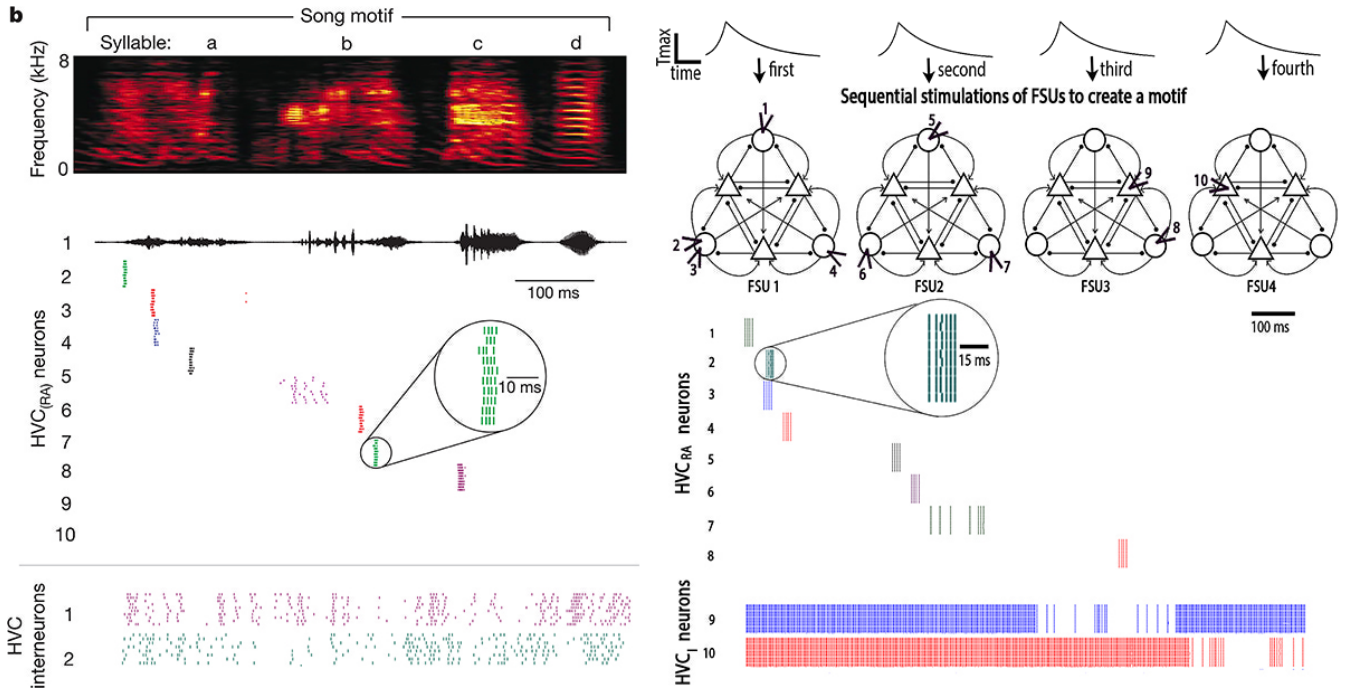 b
Song motif
Syllable: a b c d
Frequency (kHz)
8
0
1
2
3
4
5
6
7
8
9
10
HVC(RA) neurons
100 ms
10 ms
HVC
interneurons
1
2
Tmax
time
first
second
third
fourth
Sequential stimulations of FSUs to create a motif
1
2
3
4
5
6
7
8
9
10
FSU 1
FSU2
FSU3
FSU4
100 ms
15 ms
HVCRA neurons
1
2
3
4
5
6
7
8
HVCI neurons
9
10